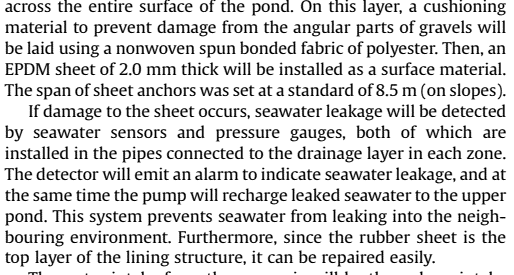 across the entire surface of the pond. On this layer, a cushioning
material to prevent damage from the angular parts of gravels will
be laid using a nonwoven spun bonded fabric of polyester. Then, an
EPDM sheet of 2.0 mm thick will be installed as a surface material.
The span of sheet anchors was set at a standard of 8.5 m (on slopes).
If damage to the sheet occurs, seawater leakage will be detected
by seawater sensors and pressure gauges, both of which are
installed in the pipes connected to the drainage layer in each zone.
The detector will emit an alarm to indicate seawater leakage, and at
the same time the pump will recharge leaked seawater to the upper
pond. This system prevents seawater from leaking into the neigh-
bouring environment. Furthermore, since the rubber sheet is the
top layer of the lining structure, it can be repaired easily.